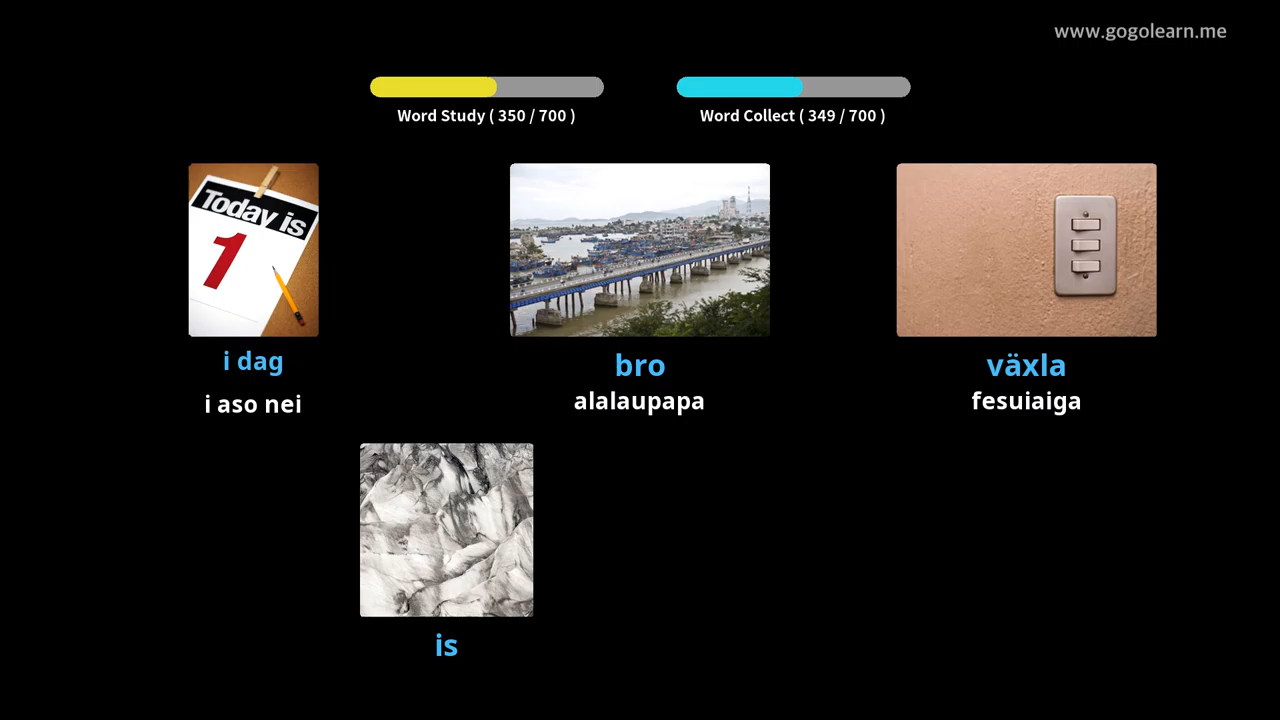 www.gogolearn.me
Word Study ( 350 / 700 )
Word Collect ( 349 / 700 )
Today is
1
i dag
i aso nei
bro
alalaupapa
växla
fesuiaiga
is